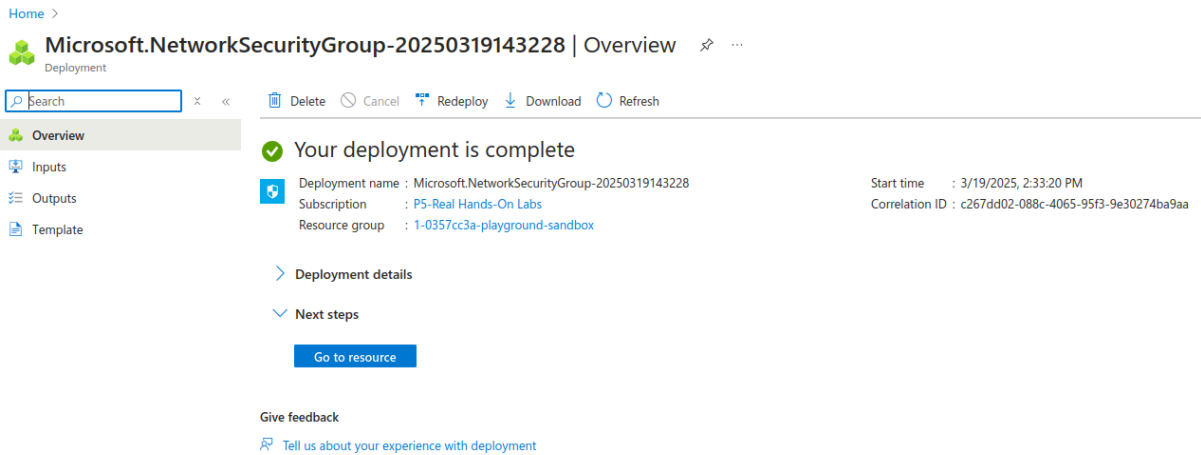 Home >
Microsoft.NetworkSecurityGroup-20250319143228 | Overview ...
Deployment
Search
Delete Cancel Redeploy Download Refresh
Overview
Inputs
Outputs
Template
Your deployment is complete
Deployment name : Microsoft.NetworkSecurityGroup-20250319143228
Subscription : P5-Real Hands-On Labs
Resource group : 1-0357cc3a-playground-sandbox
Start time : 3/19/2025, 2:33:20 PM
Correlation ID : c267dd02-088c-4065-95f3-9e30274ba9aa
Deployment details
Next steps
Go to resource
Give feedback
Tell us about your experience with deployment